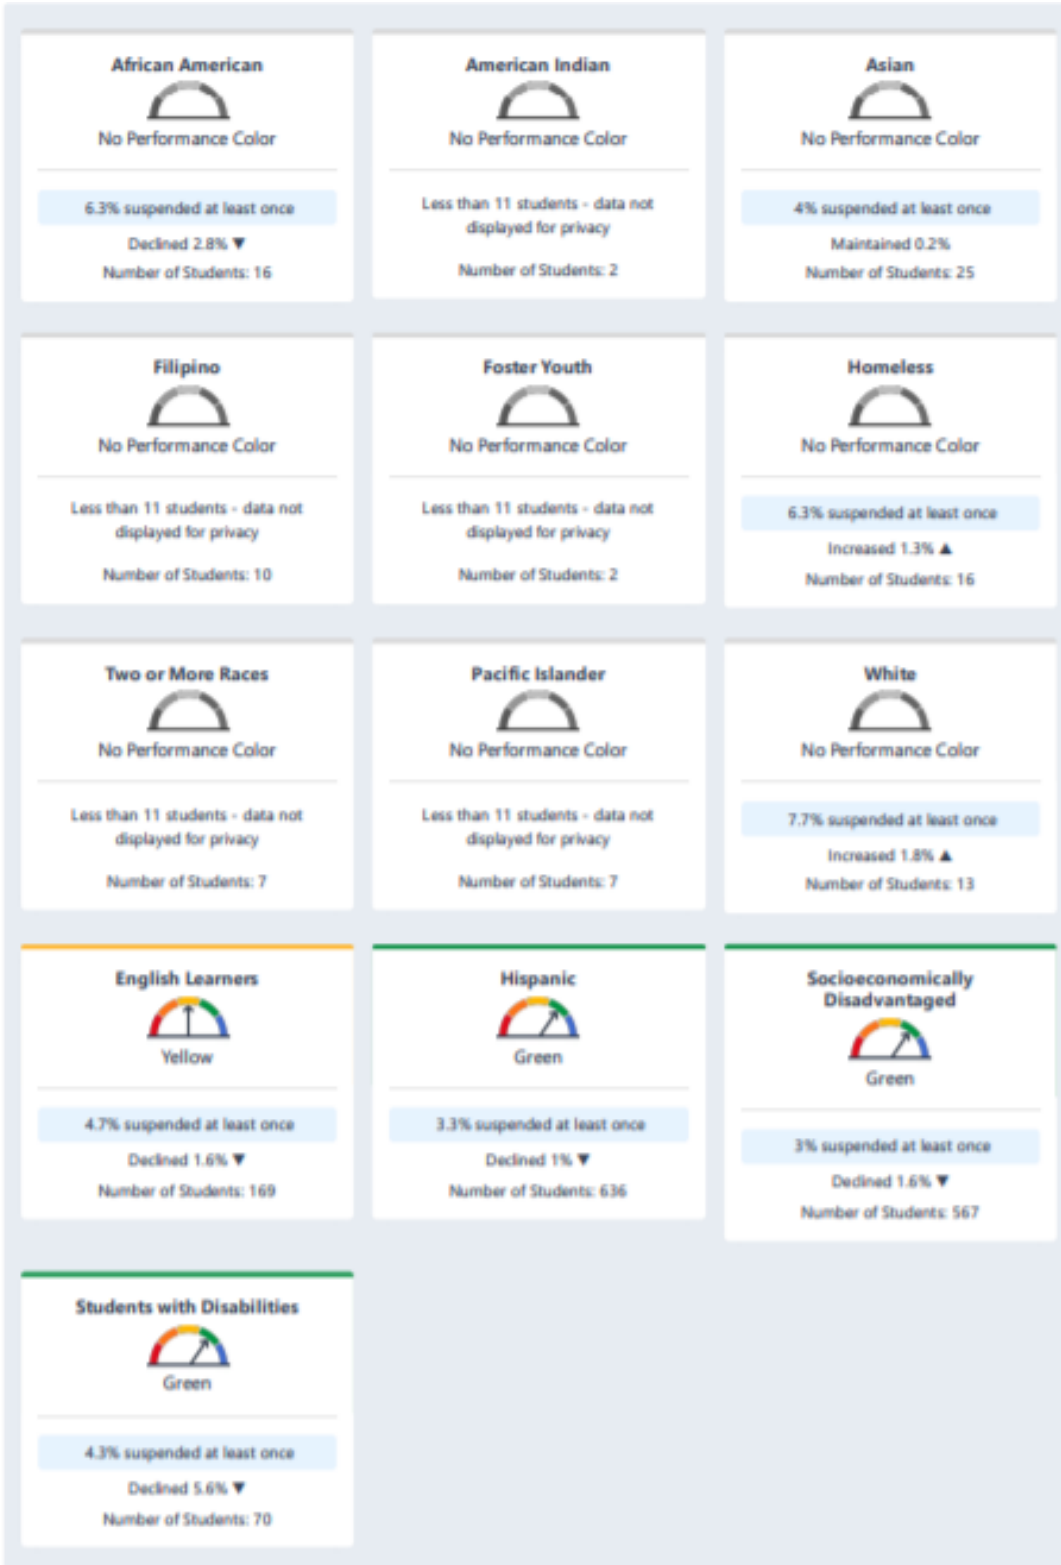 African American
No Performance Color
6.3% suspended at least once
Declined 2.8% ▼
Number of Students: 16
American Indian
No Performance Color
Less than 11 students - data not
displayed for privacy
Number of Students: 2
Asian
No Performance Color
4% suspended at least once
Maintained 0.2%
Number of Students: 25
Filipino
No Performance Color
Less than 11 students - data not
displayed for privacy
Number of Students: 10
Foster Youth
No Performance Color
Less than 11 students - data not
displayed for privacy
Number of Students: 2
Homeless
No Performance Color
6.3% suspended at least once
Increased 1.3% ▲
Number of Students: 16
Two or More Races
No Performance Color
Less than 11 students - data not
displayed for privacy
Number of Students: 7
Pacific Islander
No Performance Color
Less than 11 students - data not
displayed for privacy
Number of Students: 7
White
No Performance Color
7.7% suspended at least once
Increased 1.8% ▲
Number of Students: 13
English Learners
Yellow
4.7% suspended at least once
Declined 1.6% ▼
Number of Students: 169
Hispanic
Green
3.3% suspended at least once
Declined 1% ▼
Number of Students: 636
Socioeconomically
Disadvantaged
Green
3% suspended at least once
Declined 1.6% ▼
Number of Students: 567
Students with Disabilities
Green
4.3% suspended at least once
Declined 5.6% ▼
Number of Students: 70